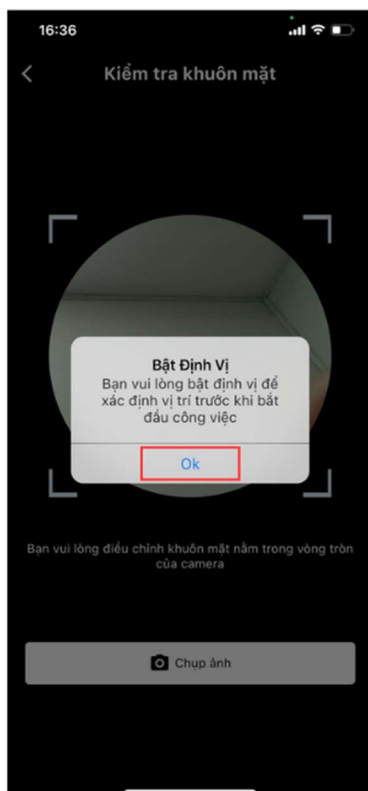 16:36
Kiểm tra khuôn mặt
Bật Định Vị
Bạn vui lòng bật định vị để
xác định vị trí trước khi bắt
đầu công việc
Ok
Bạn vui lòng điều chỉnh khuôn mặt nằm trong vòng tròn
của camera
Chụp ảnh